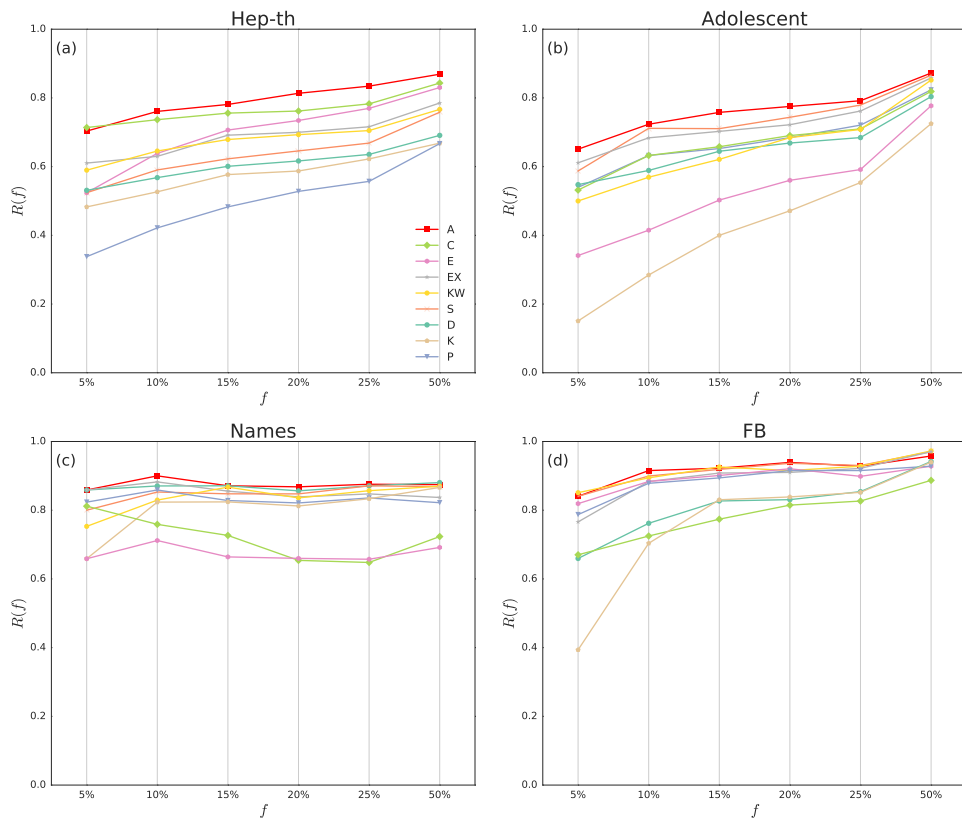 Hep-th
(a)
1.0
0.8
0.6
0.4
0.2
0.0
R(f)
5% 10% 15% 20% 25% 50%
f
A
C
E
EX
KW
S
D
K
P
Adolescent
(b)
1.0
0.8
0.6
0.4
0.2
0.0
R(f)
5% 10% 15% 20% 25% 50%
f
Names
(c)
1.0
0.8
0.6
0.4
0.2
0.0
R(f)
5% 10% 15% 20% 25% 50%
f
FB
(d)
1.0
0.8
0.6
0.4
0.2
0.0
R(f)
5% 10% 15% 20% 25% 50%
f